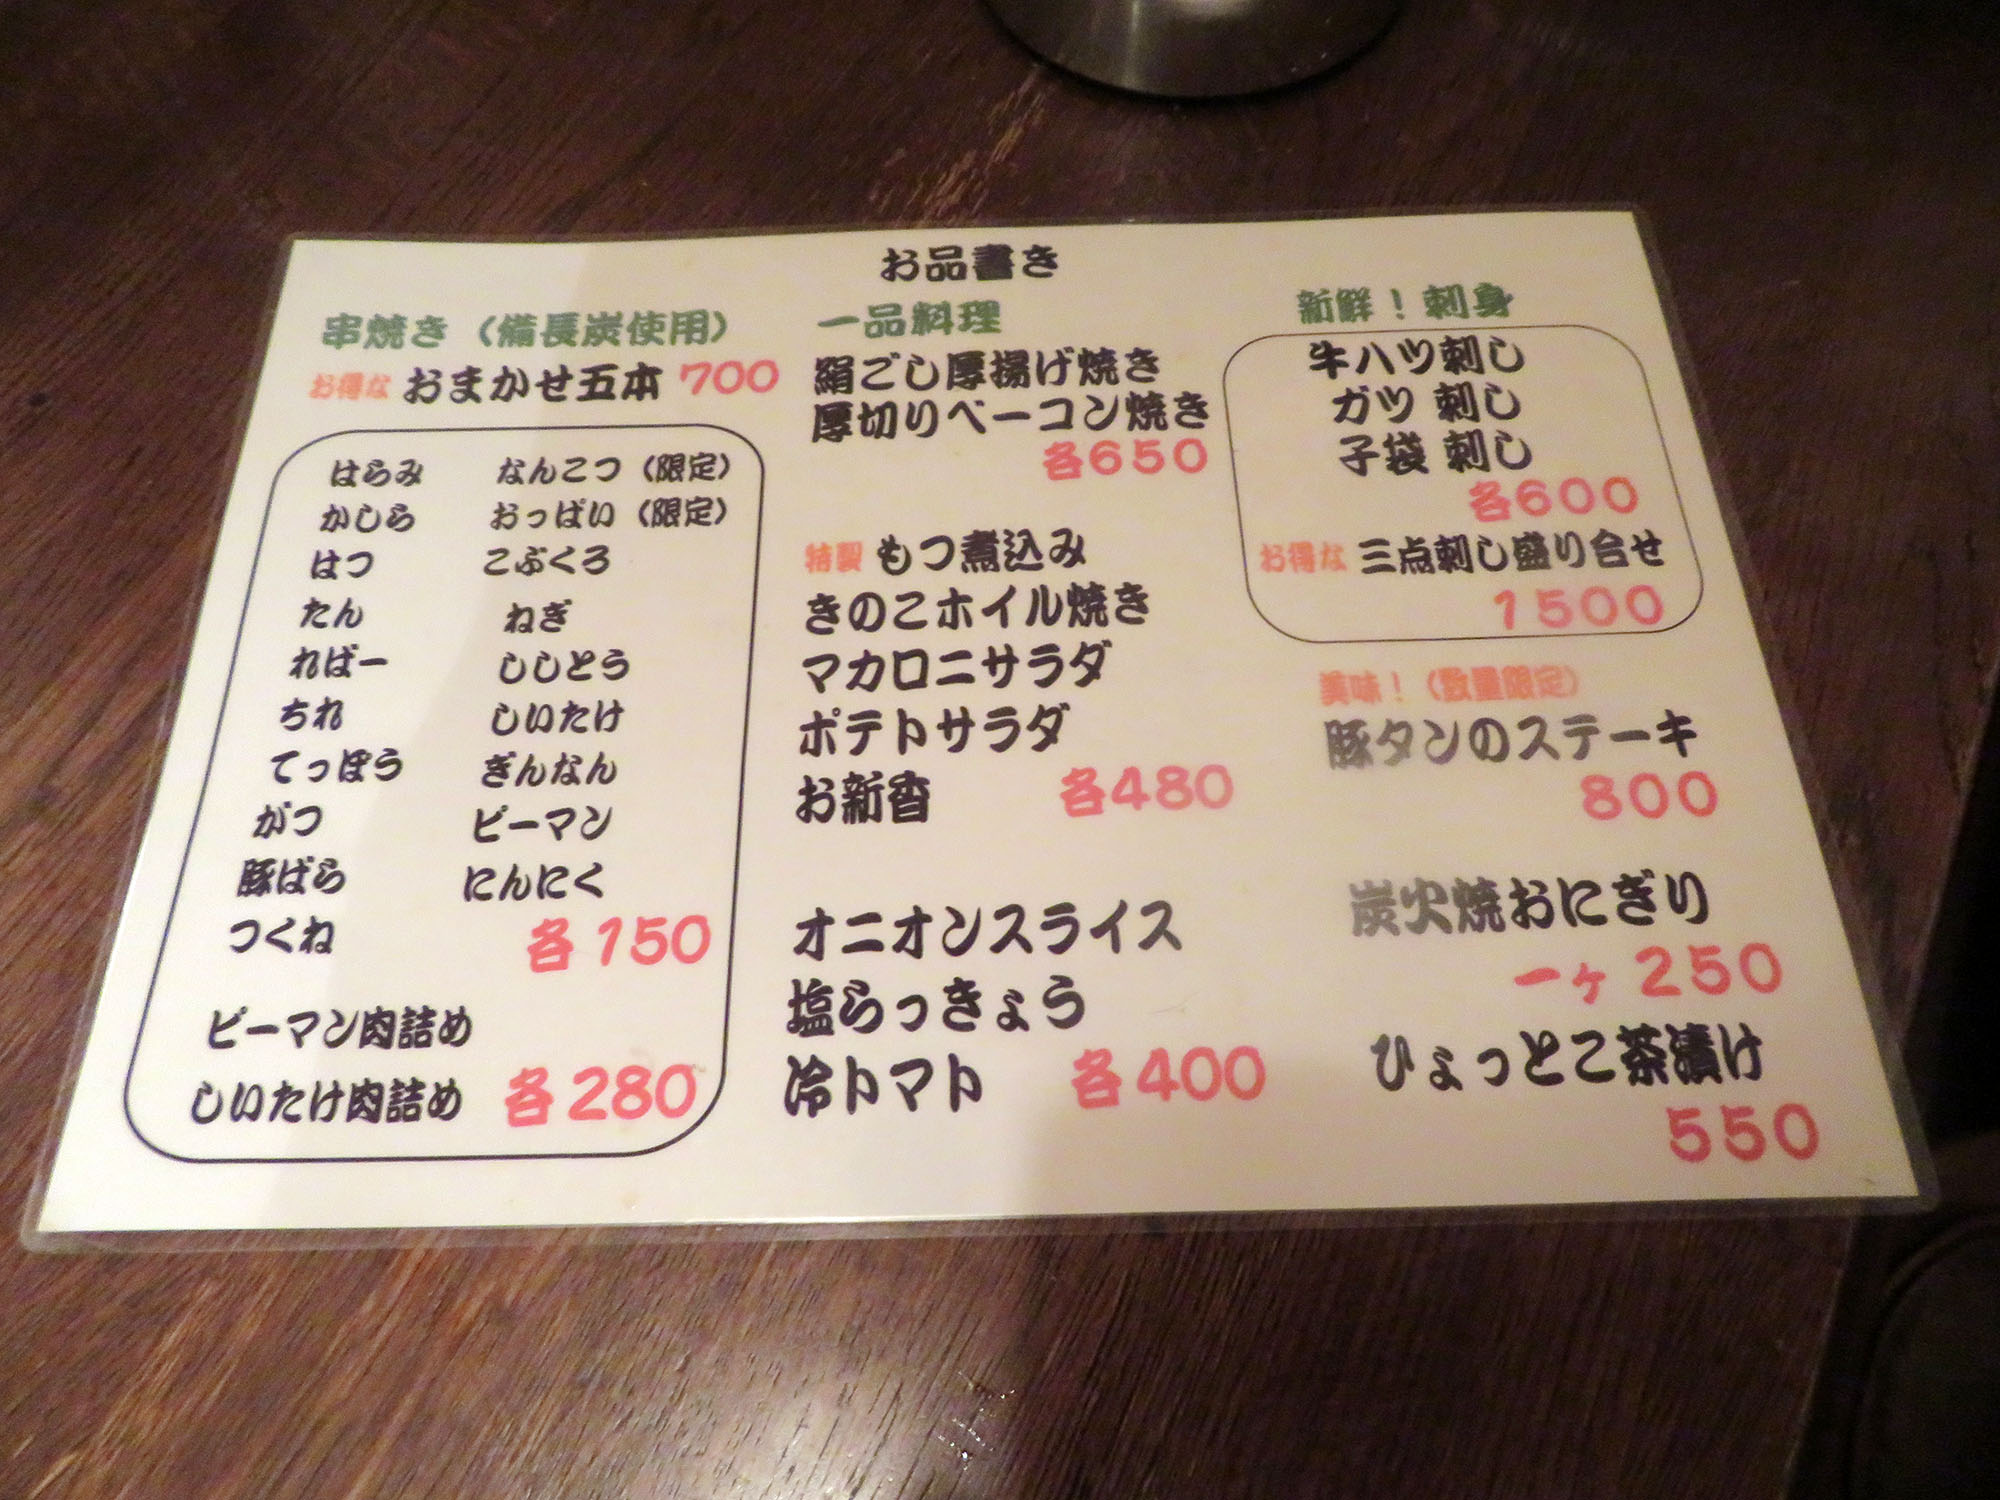 お品書き
串焼き（備長炭使用）
お得な おまかせ五本 700
はらみ
かしら
はつ
たん
ればー
ちれ
てっぽう
がつ
豚ばら
つくね
なんこつ（限定）
おっぱい（限定）
こぶくろ
ねぎ
ししとう
しいたけ
ぎんなん
ピーマン
にんにく
各150
ピーマン肉詰め
しいたけ肉詰め 各280
一品料理
絹ごし厚揚げ焼き
厚切りベーコン焼き
各650
特製 もつ煮込み
きのこホイル焼き
マカロニサラダ
ポテトサラダ
お新香 各480
オニオンスライス
塩らっきょう
冷トマト 各400
新鮮！刺身
牛ハツ刺し
ガツ 刺し
子袋 刺し
各600
お得な 三点刺し盛り合せ
1500
美味！（数量限定）
豚タンのステーキ
800
炭火焼おにぎり
一ヶ 250
ひょっとこ茶漬け
550